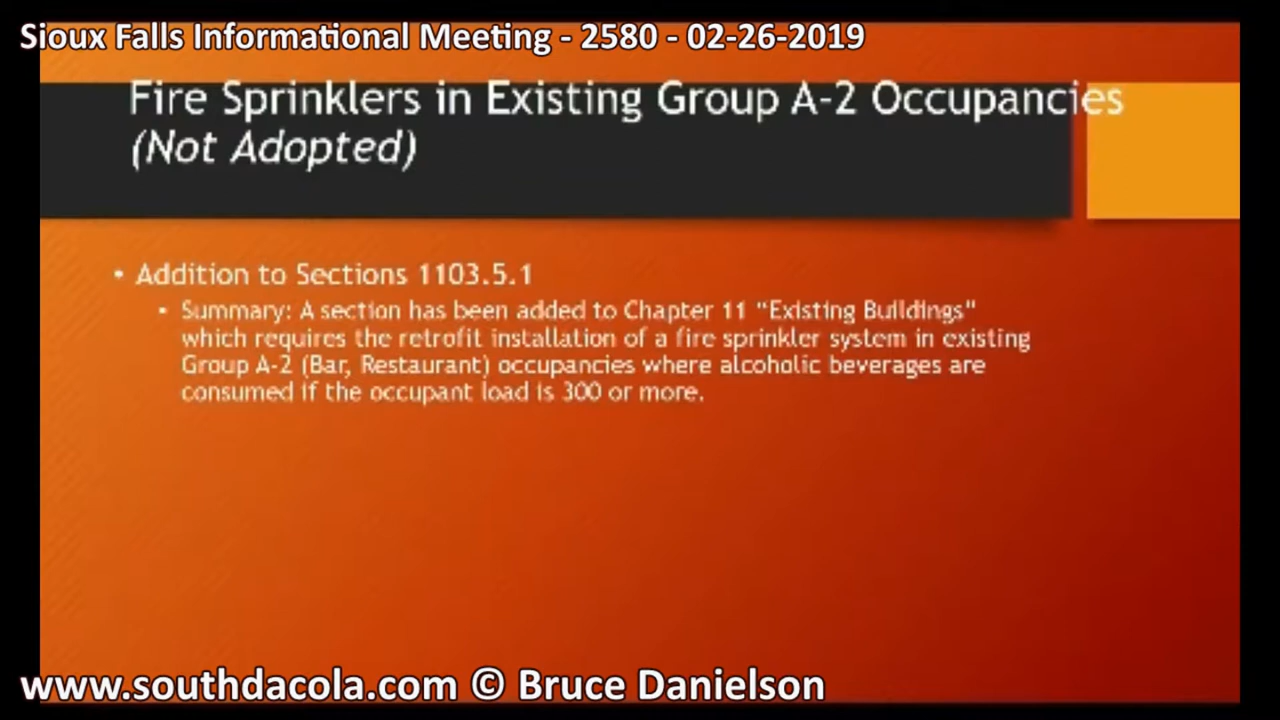 Sioux Falls Informational Meeting - 2580 - 02-26-2019
Fire Sprinklers in Existing Group A-2 Occupancies
(Not Adopted)
• Addition to Sections 1103.5.1
• Summary: A section has been added to Chapter 11 “Existing Buildings”
which requires the retrofit installation of a fire sprinkler system in existing
Group A-2 (Bar, Restaurant) occupancies where alcoholic beverages are
consumed if the occupant load is 300 or more.
www.southdacola.com © Bruce Danielson